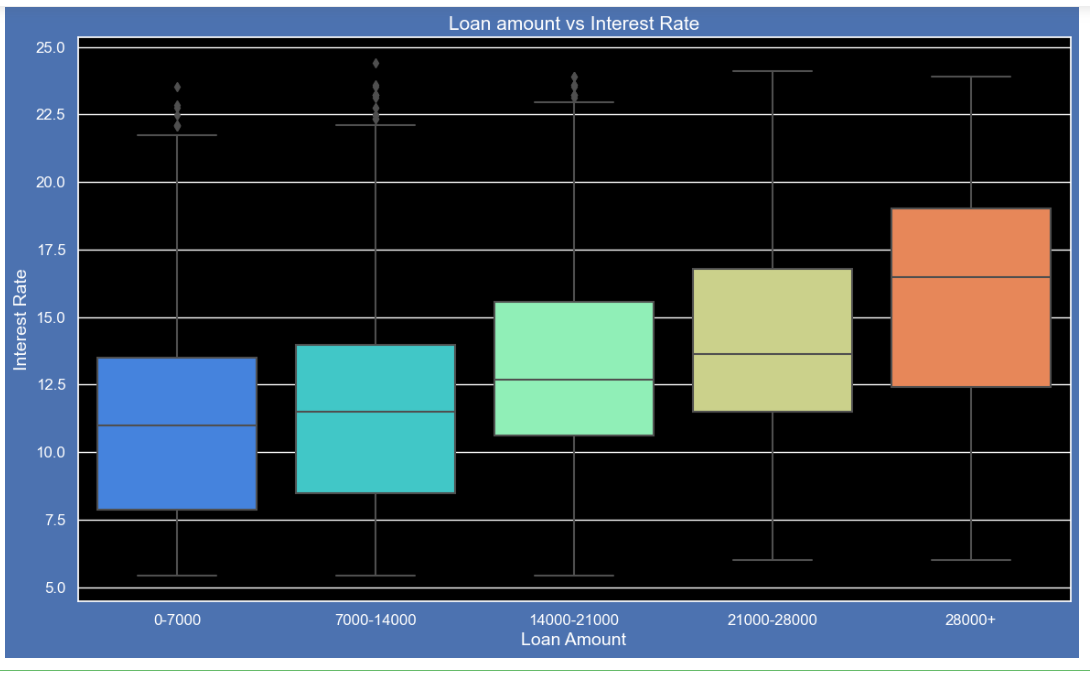 Loan amount vs Interest Rate
25.0
22.5
20.0
17.5
15.0
12.5
10.0
7.5
5.0
Interest Rate
0-7000 7000-14000 14000-21000 21000-28000 28000+
Loan Amount